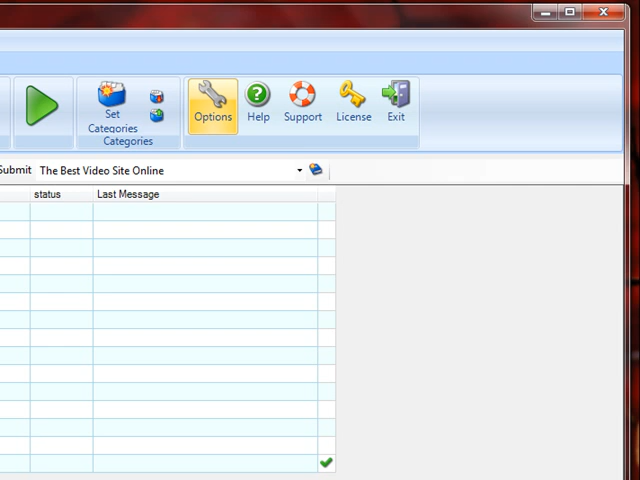 Set
Categories
Options
Help
Support
License
Exit
Categories
Submit The Best Video Site Online
status Last Message